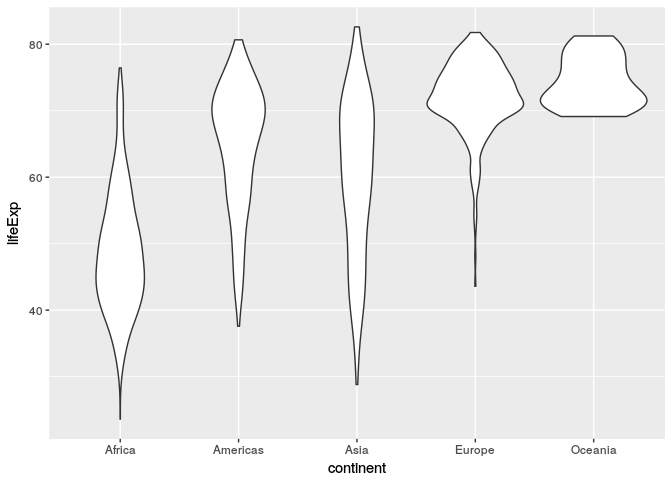 80
60
40
lifeExp
Africa
Americas
Asia
Europe
Oceania
continent